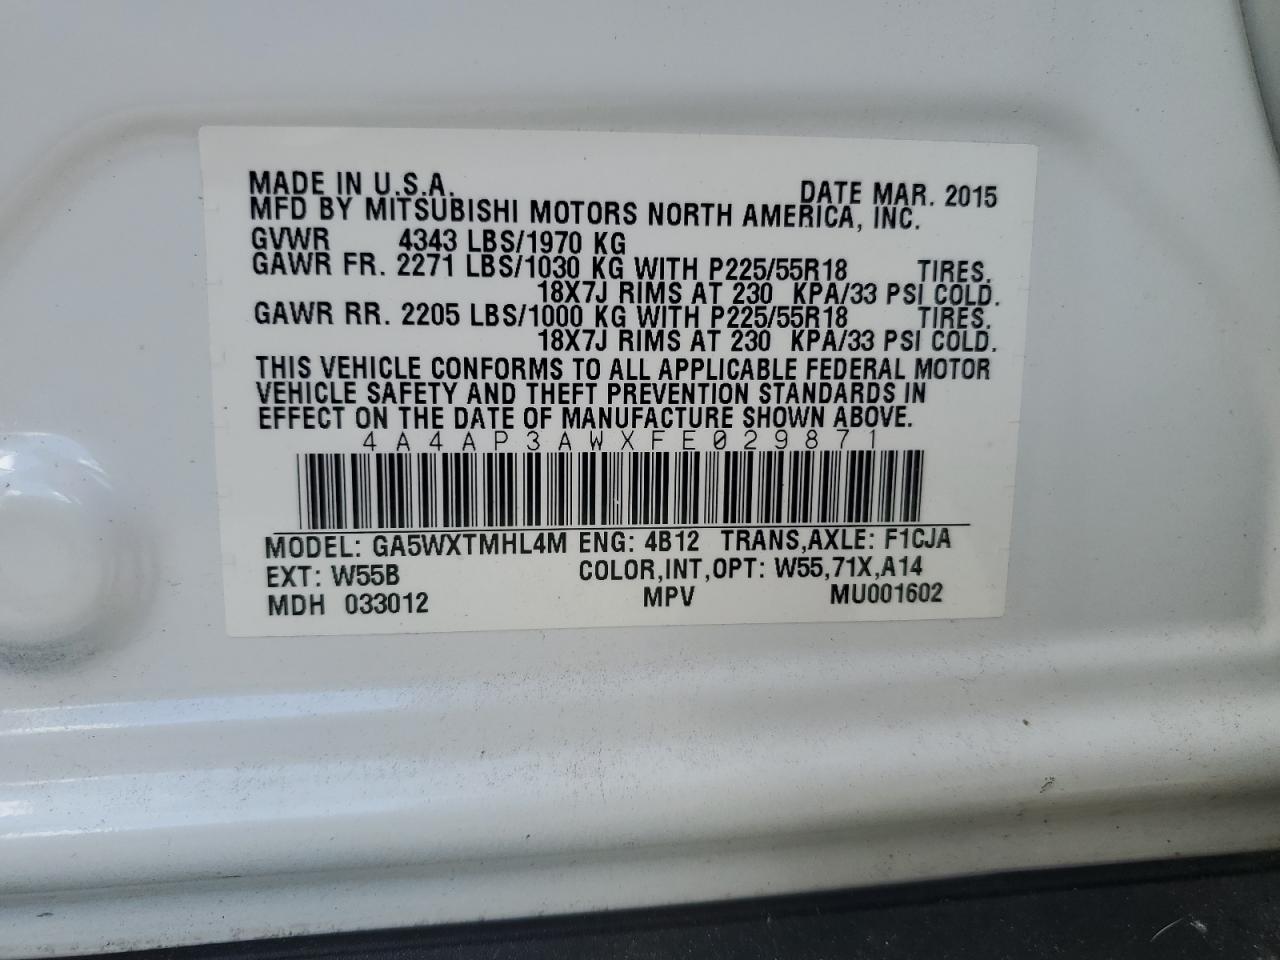 MADE IN U.S.A. DATE MAR. 2015
MFD BY MITSUBISHI MOTORS NORTH AMERICA, INC.
GVWR 4343 LBS/1970 KG
GAWR FR. 2271 LBS/1030 KG WITH P225/55R18 TIRES.
18X7J RIMS AT 230 KPA/33 PSI COLD.
GAWR RR. 2205 LBS/1000 KG WITH P225/55R18 TIRES.
18X7J RIMS AT 230 KPA/33 PSI COLD.
THIS VEHICLE CONFORMS TO ALL APPLICABLE FEDERAL MOTOR
VEHICLE SAFETY AND THEFT PREVENTION STANDARDS IN
EFFECT ON THE DATE OF MANUFACTURE SHOWN ABOVE.
4A4AP3AWXFE029871
MODEL: GA5WXTMHL4M ENG: 4B12 TRANS,AXLE: F1CJA
EXT: W55B COLOR,INT,OPT: W55,71X,A14
MDH 033012 MPV MU001602